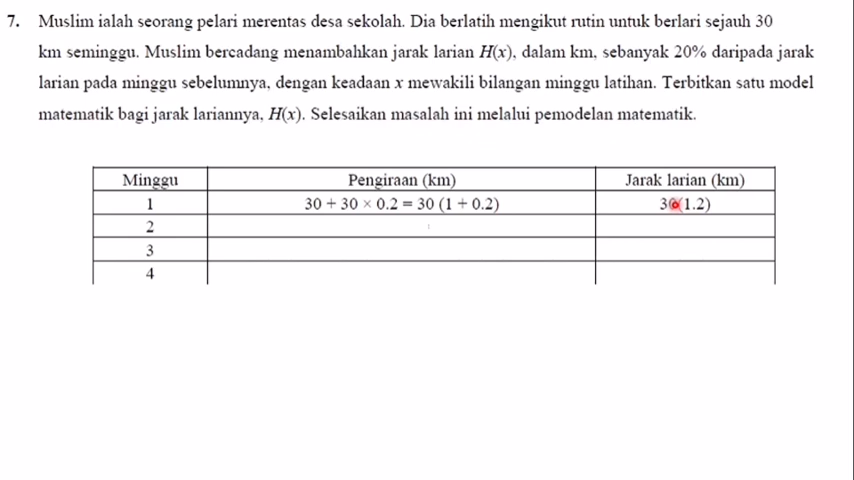 7. Muslim ialah seorang pelari merentas desa sekolah. Dia berlatih mengikut rutin untuk berlari sejauh 30
km seminggu. Muslim bercadang menambahkan jarak larian H(x), dalam km, sebanyak 20% daripada jarak
larian pada minggu sebelumnya, dengan keadaan x mewakili bilangan minggu latihan. Terbitkan satu model
matematik bagi jarak lariannya, H(x). Selesaikan masalah ini melalui pemodelan matematik.
Minggu Pengiraan (km) Jarak larian (km)
1 30 + 30 × 0.2 = 30 (1 + 0.2) 30(1.2)
2
3
4